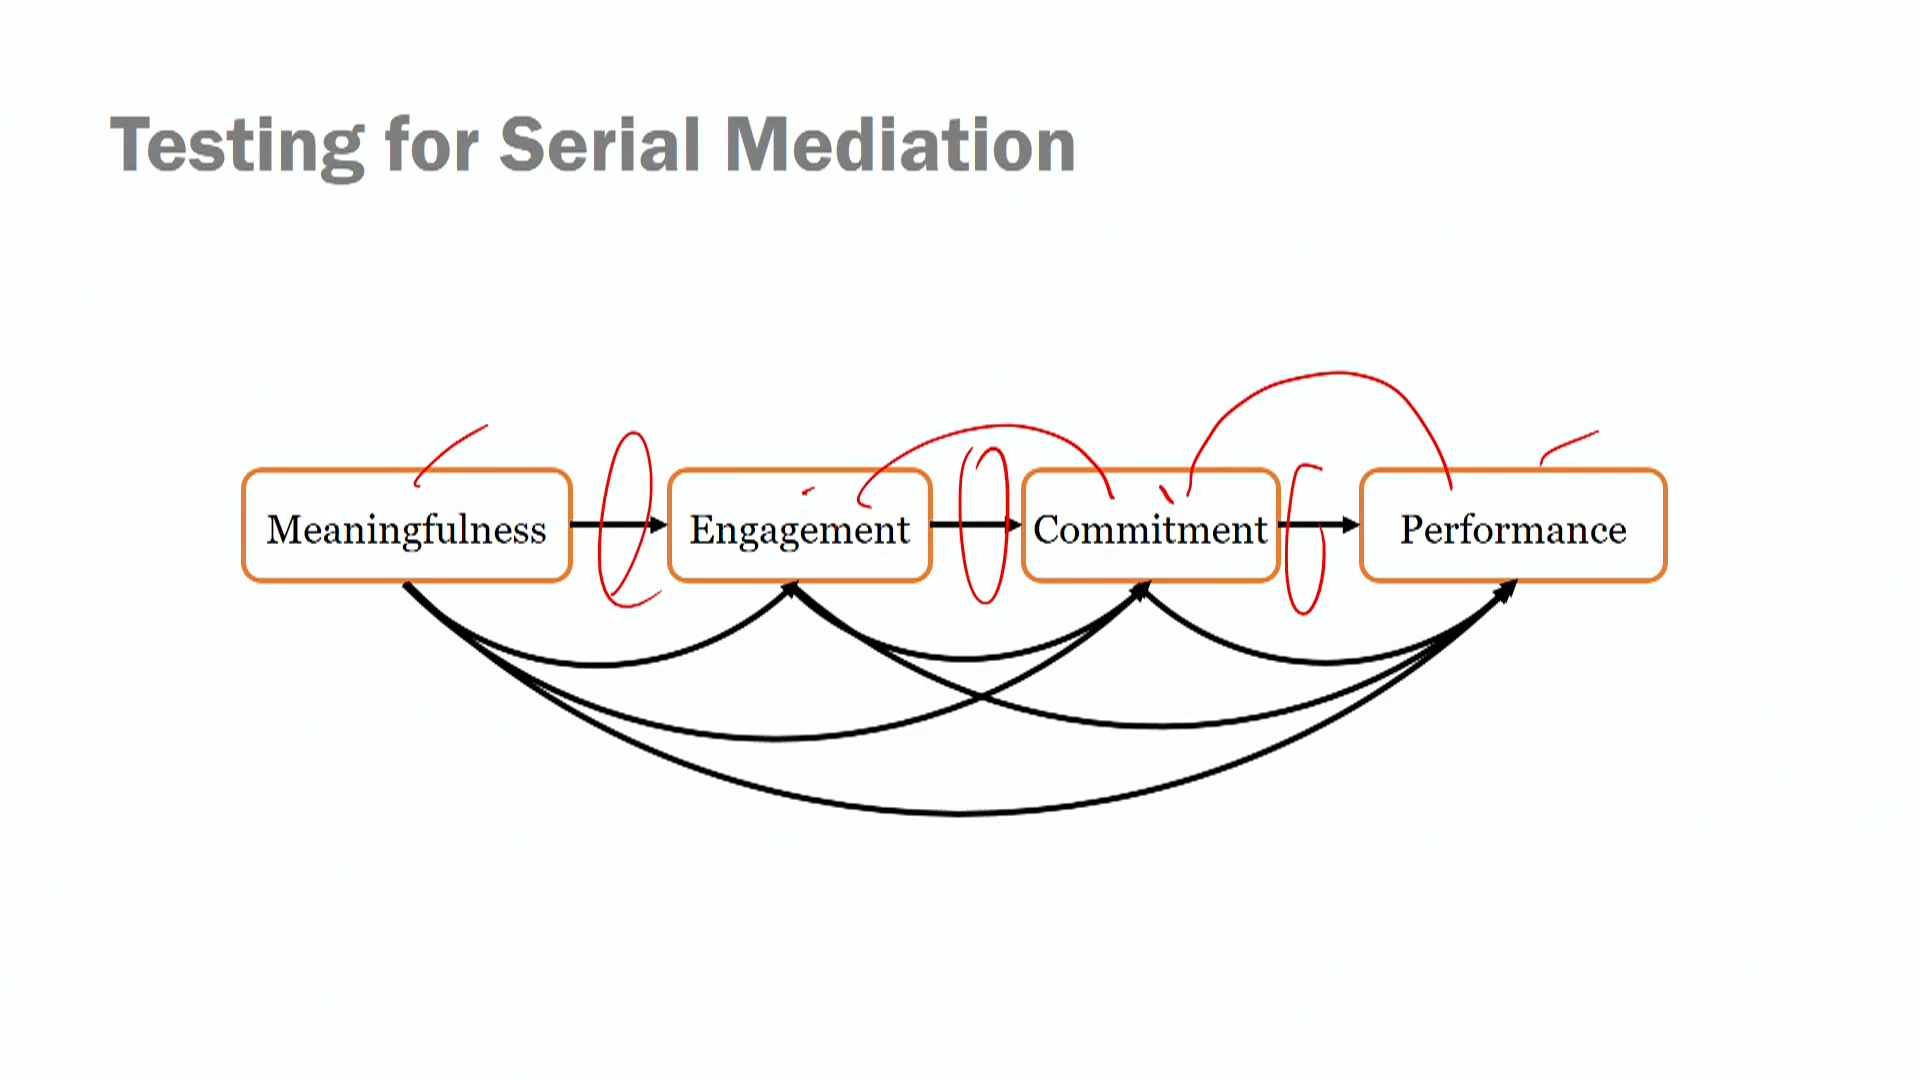 Testing for Serial Mediation
Meaningfulness
Engagement
Commitment
Performance